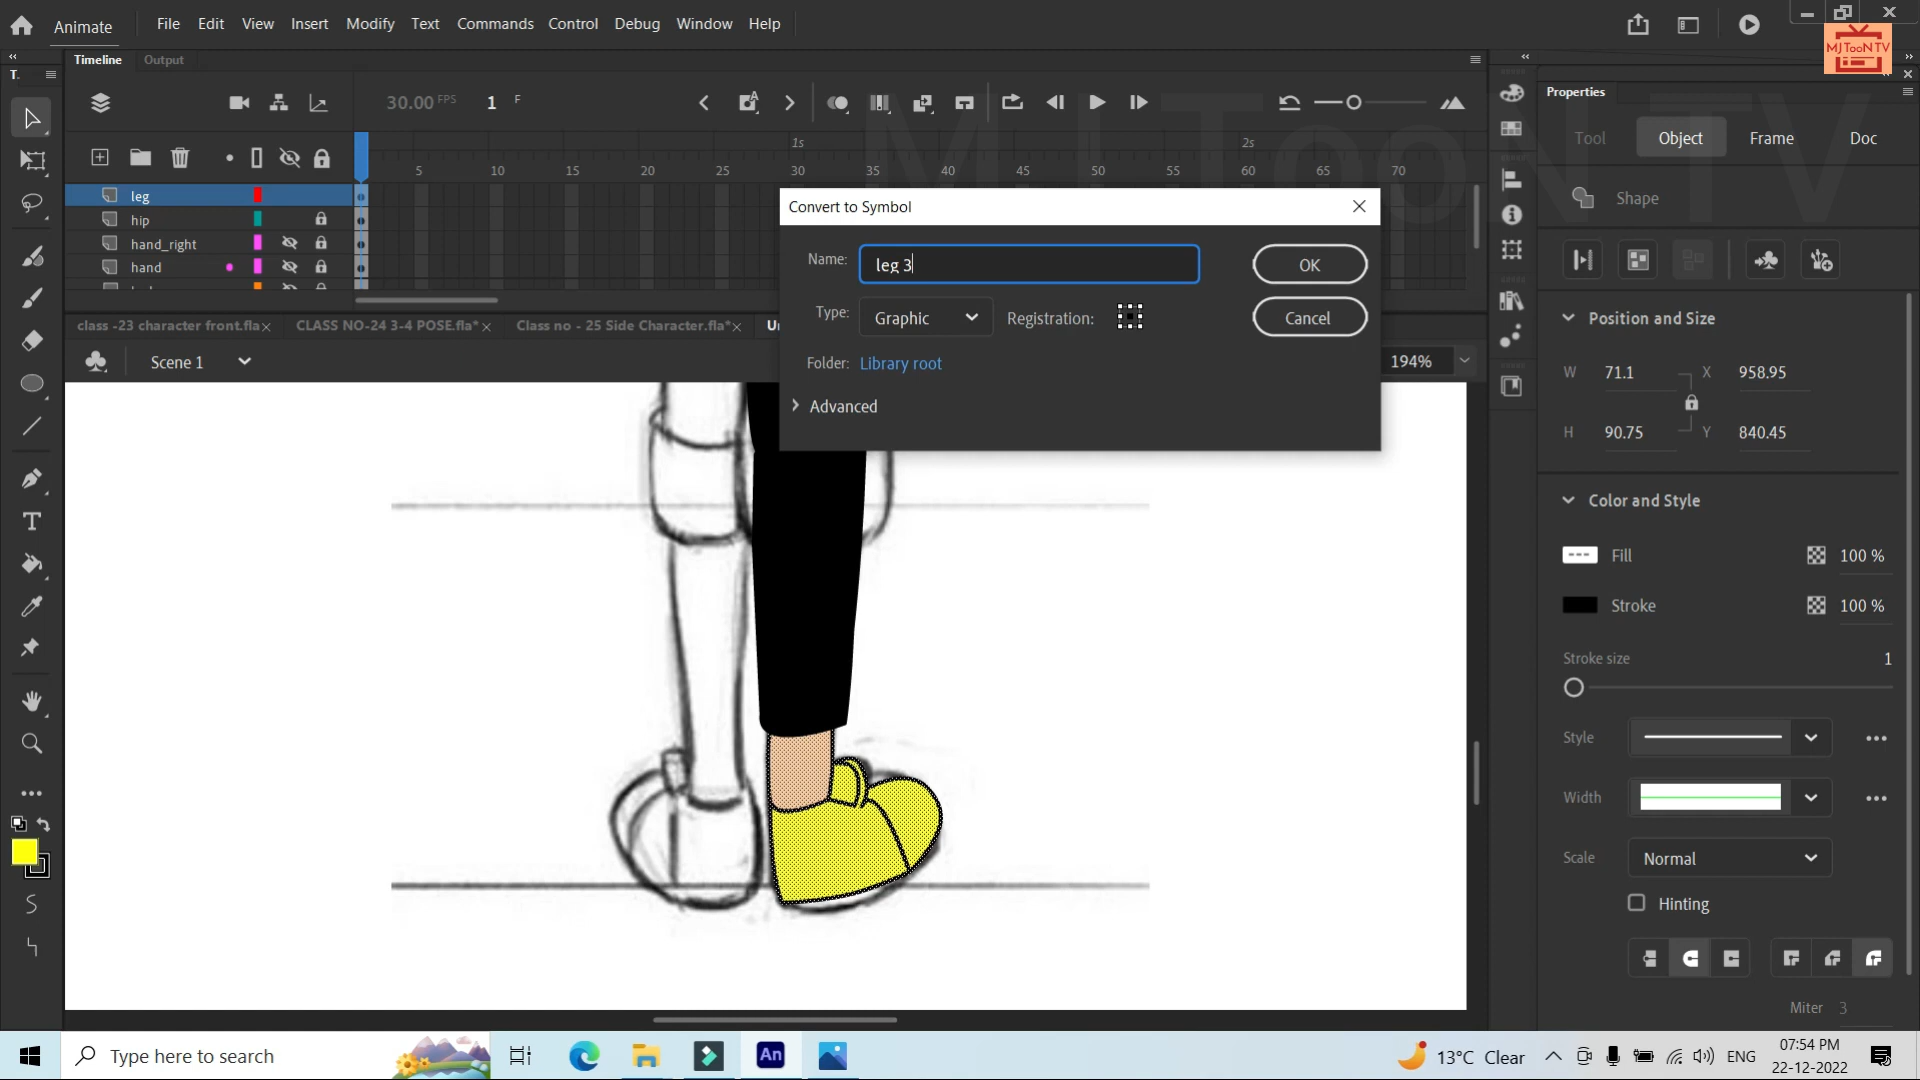 Animate
File Edit View Insert Modify Text Commands Control Debug Window Help
MJTooNTV
Timeline Output
T.
30.00 FPS 1 F
1s 2s
5 10 15 20 25 30 35 40 45 50 55 60 65 70
leg
hip
hand_right
hand
class -23 character front.fla× CLASS NO-24 3-4 POSE.fla*× Class no - 25 Side Character.fla*×
Scene 1
194%
Convert to Symbol
Name: leg 3 OK
Type: Graphic Registration: Cancel
Folder: Library root
Advanced
Properties
Tool Object Frame Doc
Shape
Position and Size
W 71.1 X 958.95
H 90.75 Y 840.45
Color and Style
Fill 100 %
Stroke 100 %
Stroke size 1
Style
Width
Scale Normal
Hinting
Miter 3
MJTooN TV
Type here to search
An
13°C Clear
ENG
07:54 PM
22-12-2022